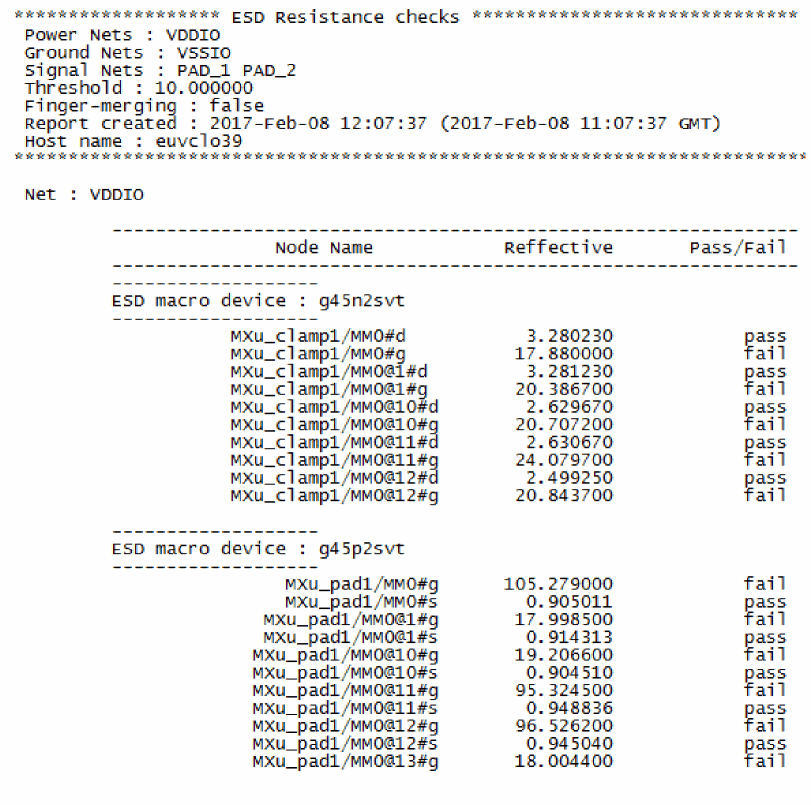 ******************* ESD Resistance checks ******************************
Power Nets : VDDIO
Ground Nets : VSSIO
Signal Nets : PAD_1 PAD_2
Threshold : 10.000000
Finger-merging : false
Report created : 2017-Feb-08 12:07:37 (2017-Feb-08 11:07:37 GMT)
Host name : euvclo39
*************************************************************************
Net : VDDIO
---------------------------------------------------------------
Node Name Reffective Pass/Fail
---------------------------------------------------------------
-------------------
ESD macro device : g45n2svt
-------------------
MXu_clamp1/MM0#d 3.280230 pass
MXu_clamp1/MM0#g 17.880000 fail
MXu_clamp1/MM0@1#d 3.281230 pass
MXu_clamp1/MM0@1#g 20.386700 fail
MXu_clamp1/MM0@10#d 2.629670 pass
MXu_clamp1/MM0@10#g 20.707200 fail
MXu_clamp1/MM0@11#d 2.630670 pass
MXu_clamp1/MM0@11#g 24.079700 fail
MXu_clamp1/MM0@12#d 2.499250 pass
MXu_clamp1/MM0@12#g 20.843700 fail
-------------------
ESD macro device : g45p2svt
-------------------
MXu_pad1/MM0#g 105.279000 fail
MXu_pad1/MM0#s 0.905011 pass
MXu_pad1/MM0@1#g 17.998500 fail
MXu_pad1/MM0@1#s 0.914313 pass
MXu_pad1/MM0@10#g 19.206600 fail
MXu_pad1/MM0@10#s 0.904510 pass
MXu_pad1/MM0@11#g 95.324500 fail
MXu_pad1/MM0@11#s 0.948836 pass
MXu_pad1/MM0@12#g 96.526200 fail
MXu_pad1/MM0@12#s 0.945040 pass
MXu_pad1/MM0@13#g 18.004400 fail